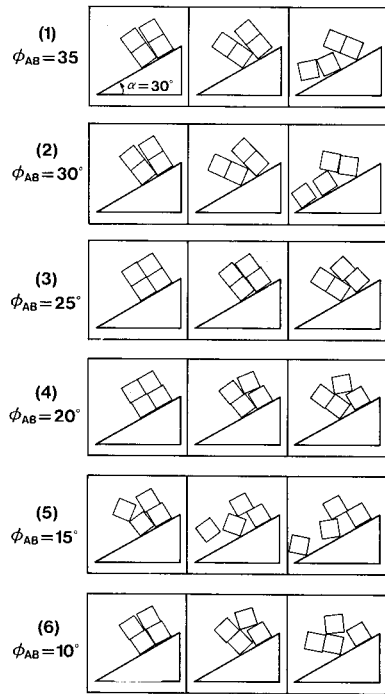 (1)
ϕAB = 35
α = 30°
(2)
ϕAB = 30°
(3)
ϕAB = 25°
(4)
ϕAB = 20°
(5)
ϕAB = 15°
(6)
ϕAB = 10°